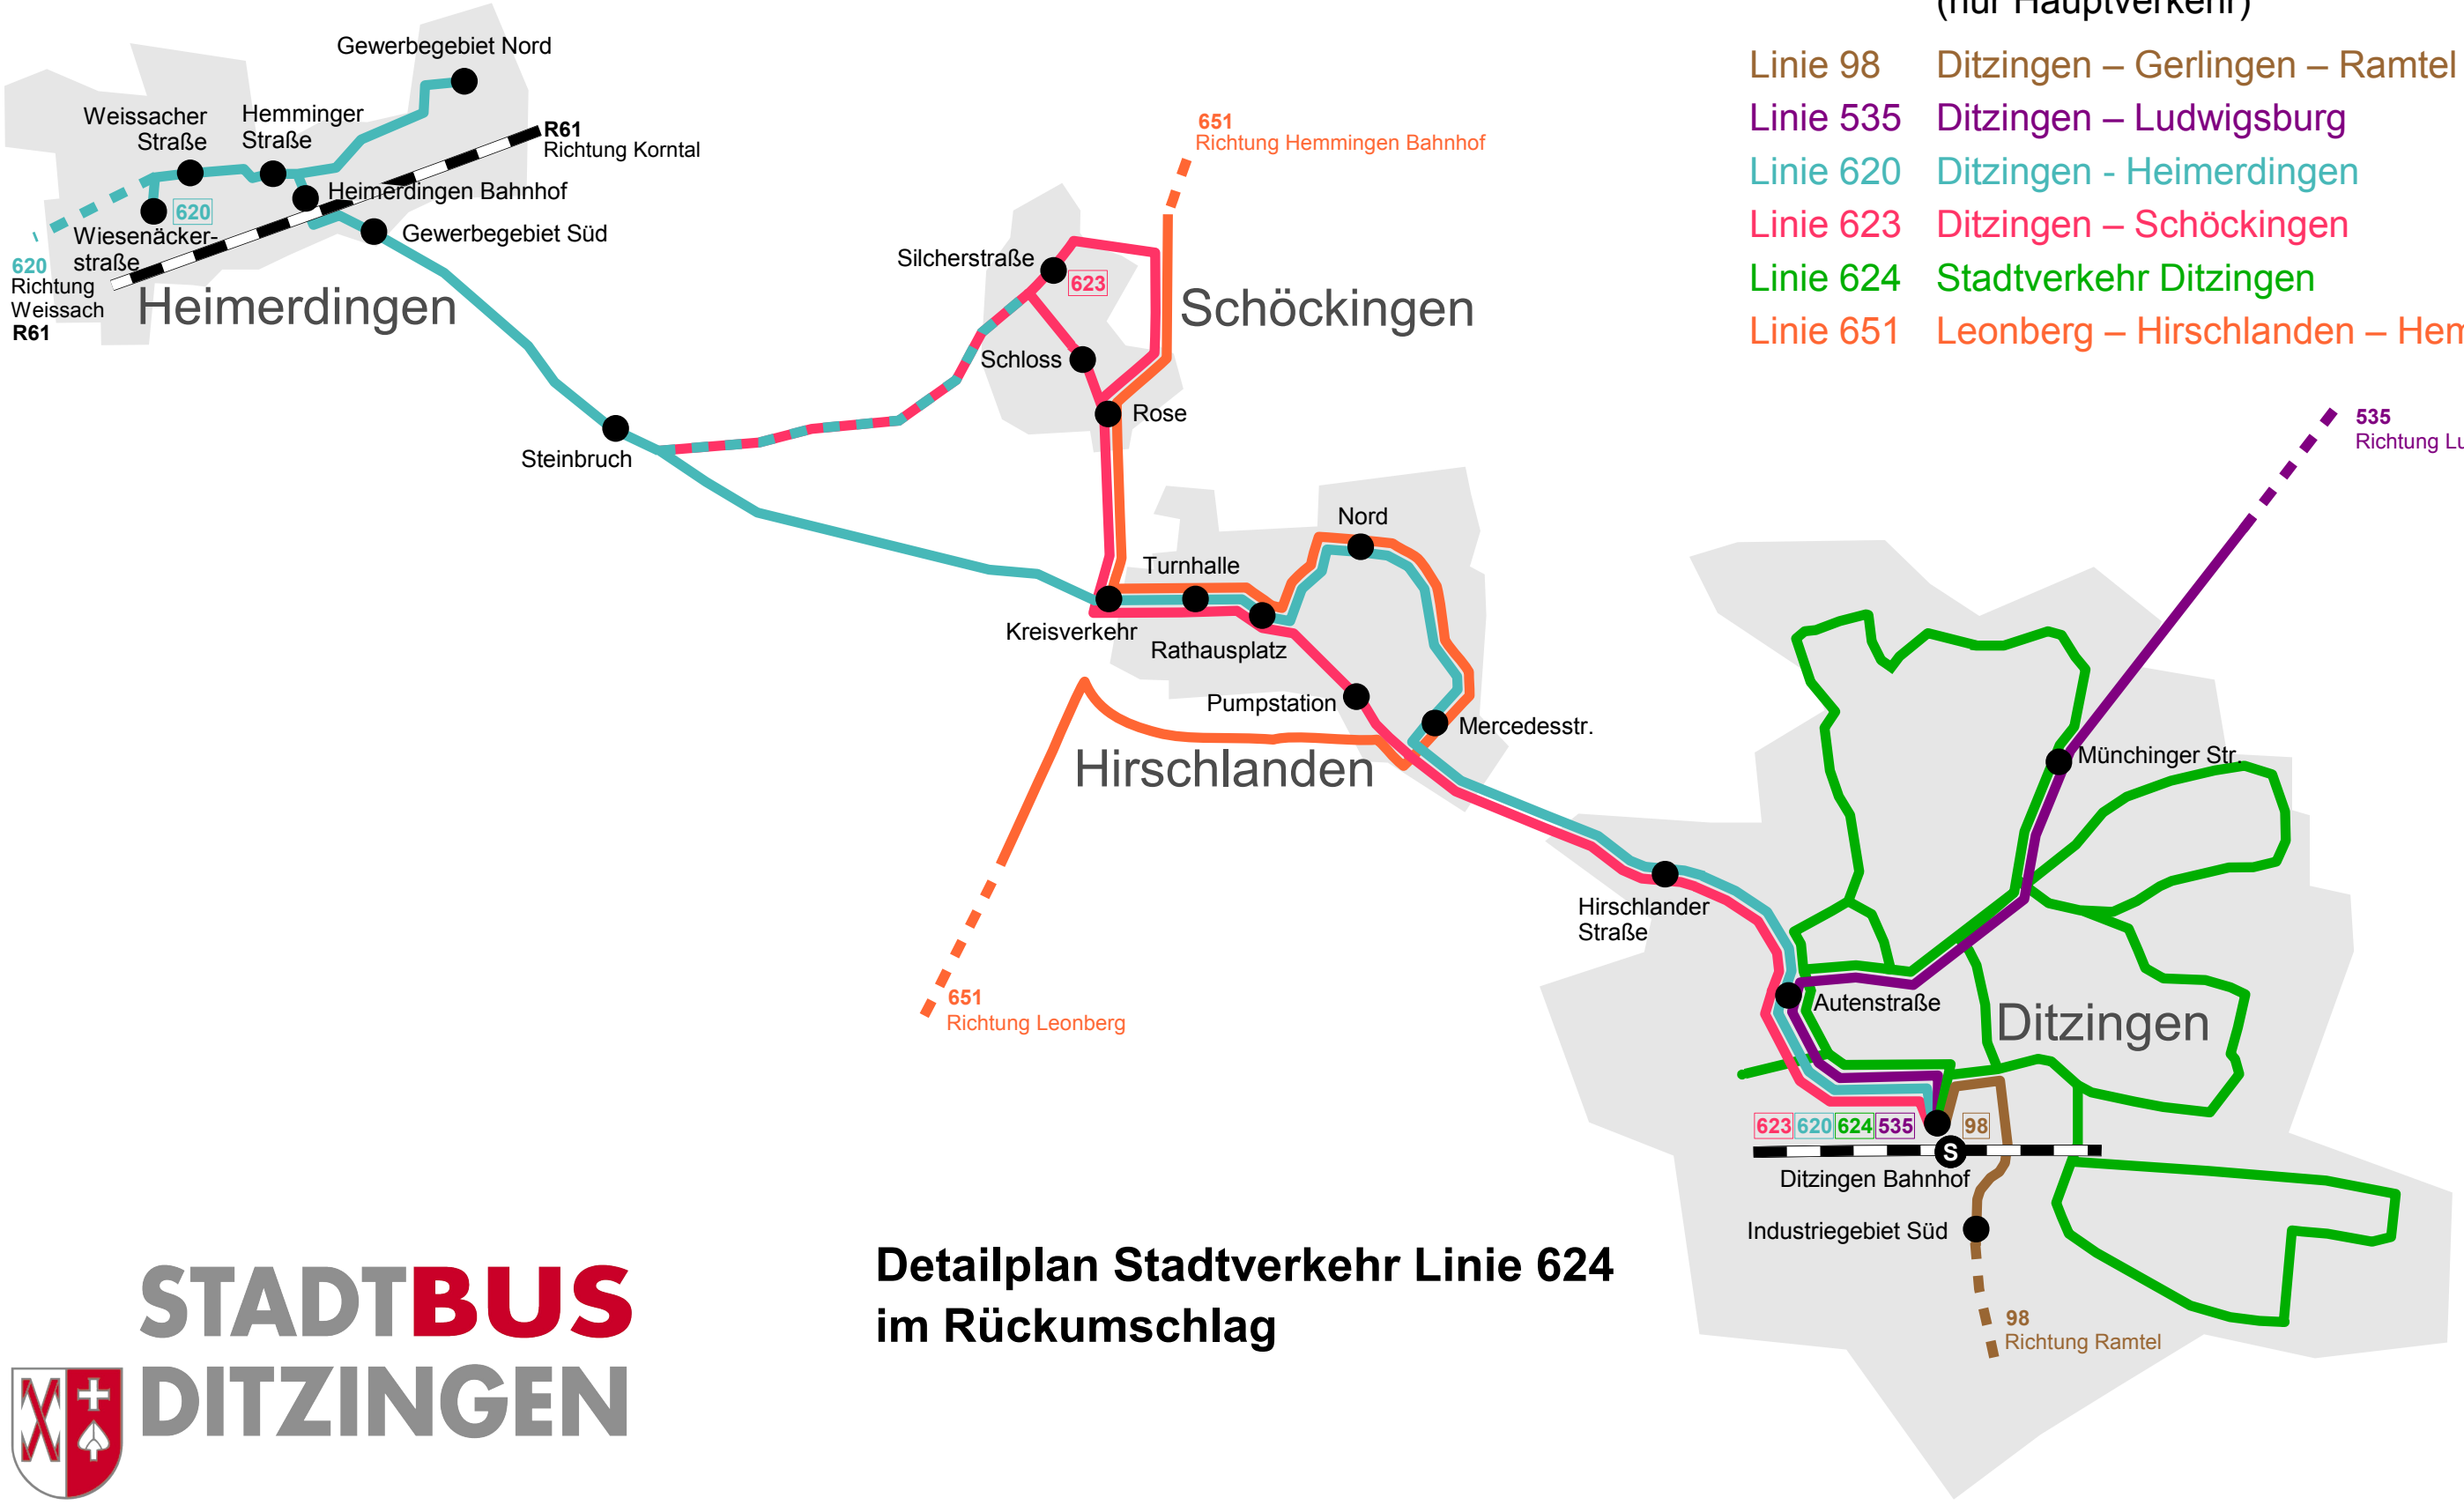 (nur Hauptverkehr)
Linie 98 Ditzingen – Gerlingen – Ramtel
Linie 535 Ditzingen – Ludwigsburg
Linie 620 Ditzingen - Heimerdingen
Linie 623 Ditzingen – Schöckingen
Linie 624 Stadtverkehr Ditzingen
Linie 651 Leonberg – Hirschlanden – Hem
Gewerbegebiet Nord
Weissacher
Straße
Hemminger
Straße
R61
Richtung Korntal
Heimerdingen Bahnhof
620
Wiesenäcker-
straße
Gewerbegebiet Süd
620
Richtung
Weissach
R61
Heimerdingen
651
Richtung Hemmingen Bahnhof
Silcherstraße
623
Schöckingen
Schloss
Rose
Steinbruch
535
Richtung Lu
Nord
Turnhalle
Kreisverkehr
Rathausplatz
Pumpstation
Mercedesstr.
Hirschlanden
Münchinger Str.
Hirschlander
Straße
651
Richtung Leonberg
Autenstraße
Ditzingen
623 620 624 535 98
S
Ditzingen Bahnhof
Industriegebiet Süd
98
Richtung Ramtel
Detailplan Stadtverkehr Linie 624
im Rückumschlag
STADTBUS
DITZINGEN